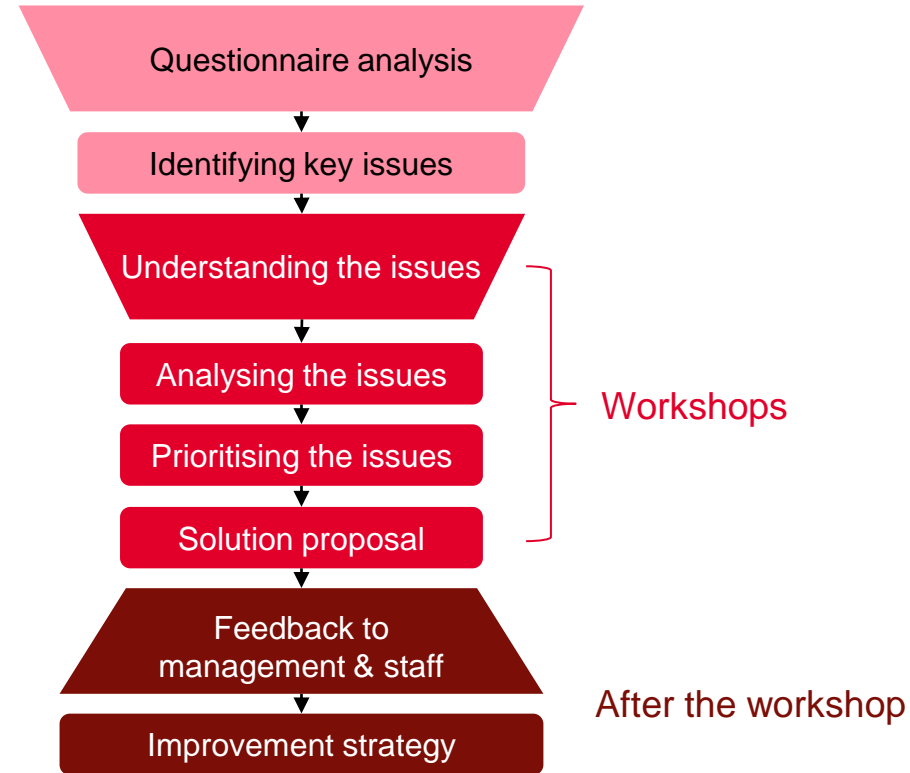 Questionnaire analysis
Identifying key issues
Understanding the issues
Analysing the issues
Prioritising the issues
Solution proposal
Workshops
Feedback to
management & staff
Improvement strategy
After the workshop